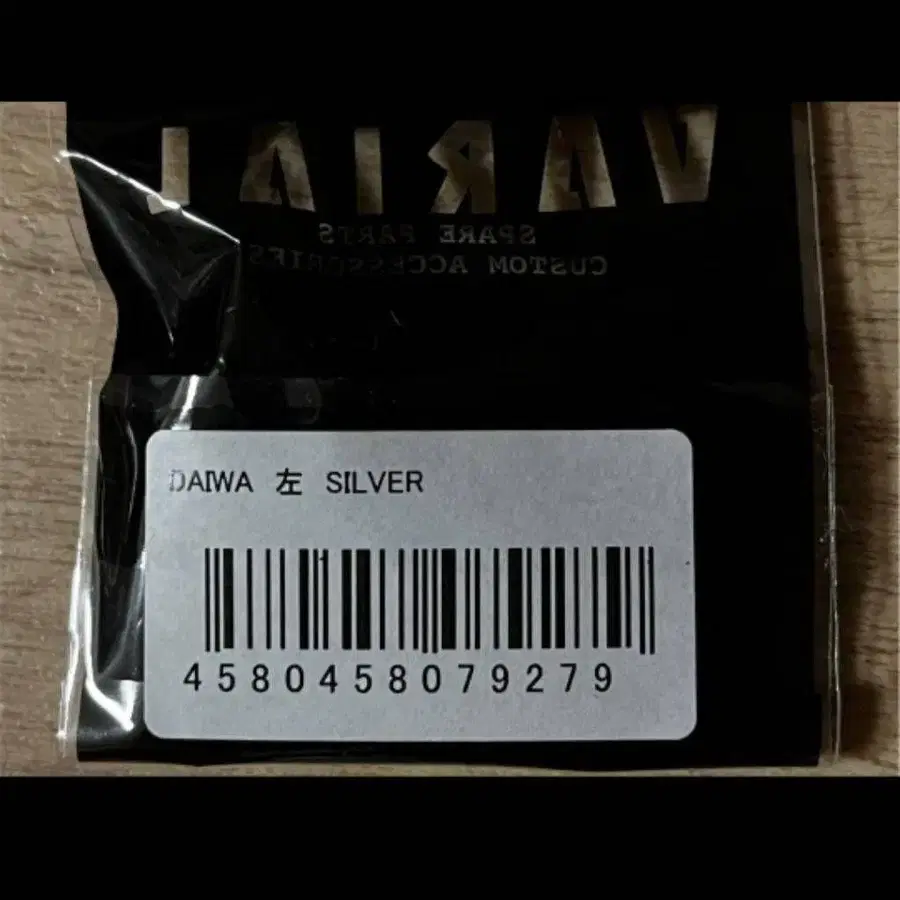 VARIAL
SPARE PARTS
CUSTOM ACCESSORIES
DAIWA 左 SILVER
4580458079279